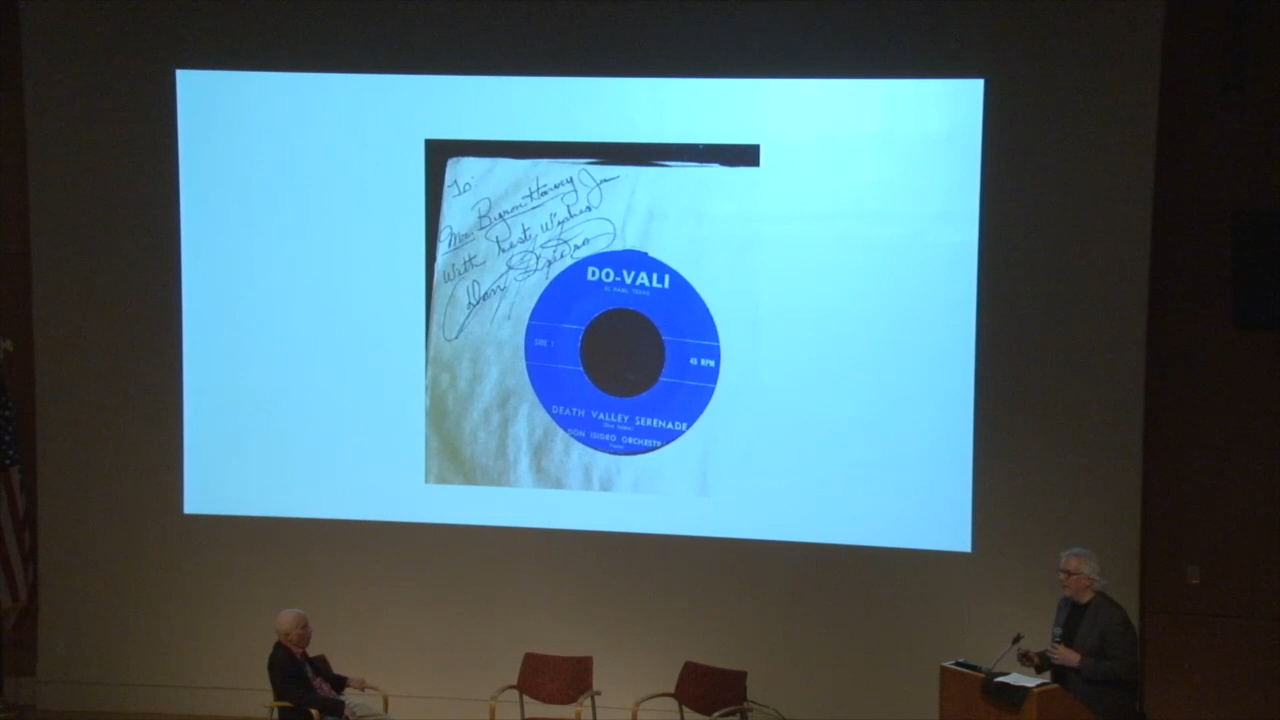 To:
Mr. Byron Harvey Jr
With Best Wishes
Don Isidro
DO-VALI
EL PASO, TEXAS
SIDE 1
45 RPM
DEATH VALLEY SERENADE
DON ISIDRO ORCHESTRA